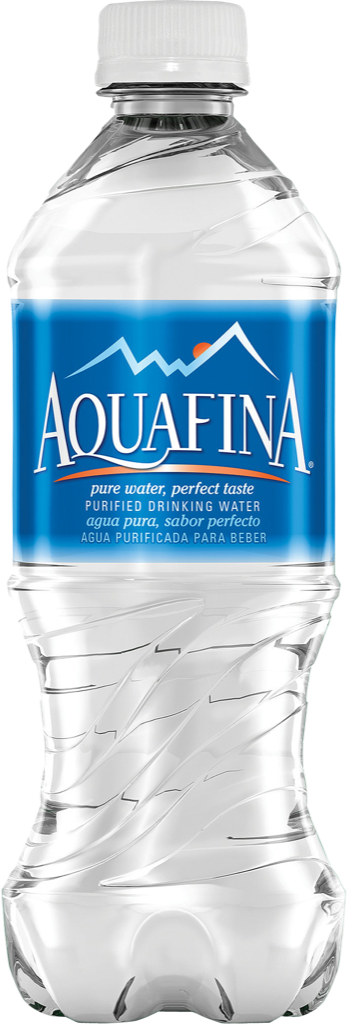 AQUAFINA®
pure water, perfect taste
PURIFIED DRINKING WATER
agua pura, sabor perfecto
AGUA PURIFICADA PARA BEBER